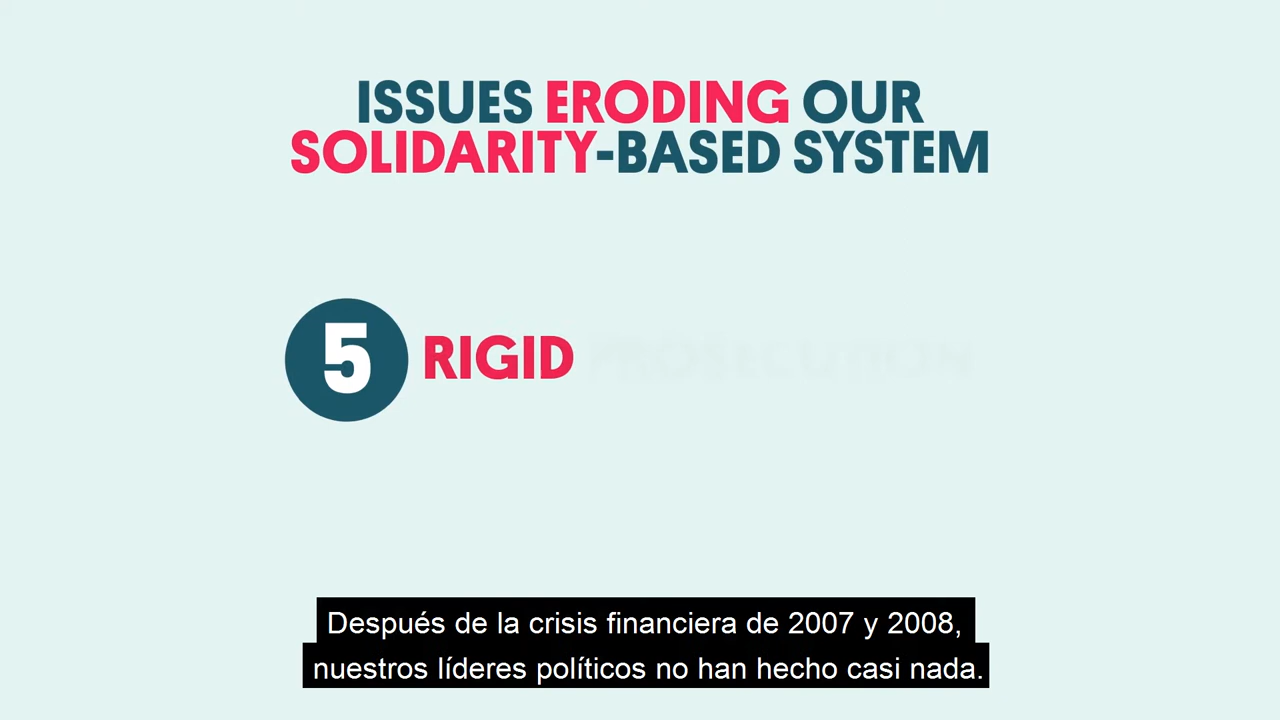 ISSUES ERODING OUR
SOLIDARITY-BASED SYSTEM
5 RIGID PROSECUTION
Después de la crisis financiera de 2007 y 2008,
nuestros líderes políticos no han hecho casi nada.